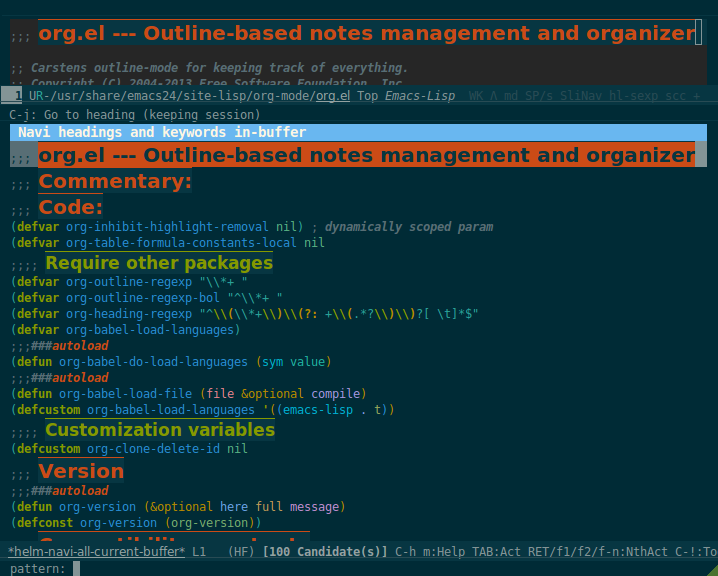 ;;; org.el --- Outline-based notes management and organizer
;; Carstens outline-mode for keeping track of everything.
;; Copyright (C) 2004-2013 Free Software Foundation, Inc
1 UR-/usr/share/emacs24/site-lisp/org-mode/org.el Top Emacs-Lisp WK Λ md SP/s SliNav hl-sexp scc +
C-j: Go to heading (keeping session)
Navi headings and keywords in-buffer
;;; org.el --- Outline-based notes management and organizer
;;; Commentary:
;;; Code:
(defvar org-inhibit-highlight-removal nil) ; dynamically scoped param
(defvar org-table-formula-constants-local nil
;;;; Require other packages
(defvar org-outline-regexp "\\*+ "
(defvar org-outline-regexp-bol "^\\*+ "
(defvar org-heading-regexp "^\\(\\*+\\)\\(?: +\\(.*?\\)\\)?[ \t]*$"
(defvar org-babel-load-languages)
;;;###autoload
(defun org-babel-do-load-languages (sym value)
;;;###autoload
(defun org-babel-load-file (file &optional compile)
(defcustom org-babel-load-languages '((emacs-lisp . t))
;;;; Customization variables
(defcustom org-clone-delete-id nil
;;; Version
;;;###autoload
(defun org-version (&optional here full message)
(defconst org-version (org-version))
*helm-navi-all-current-buffer* L1 (HF) [100 Candidate(s)] C-h m:Help TAB:Act RET/f1/f2/f-n:NthAct C-!:To
pattern: